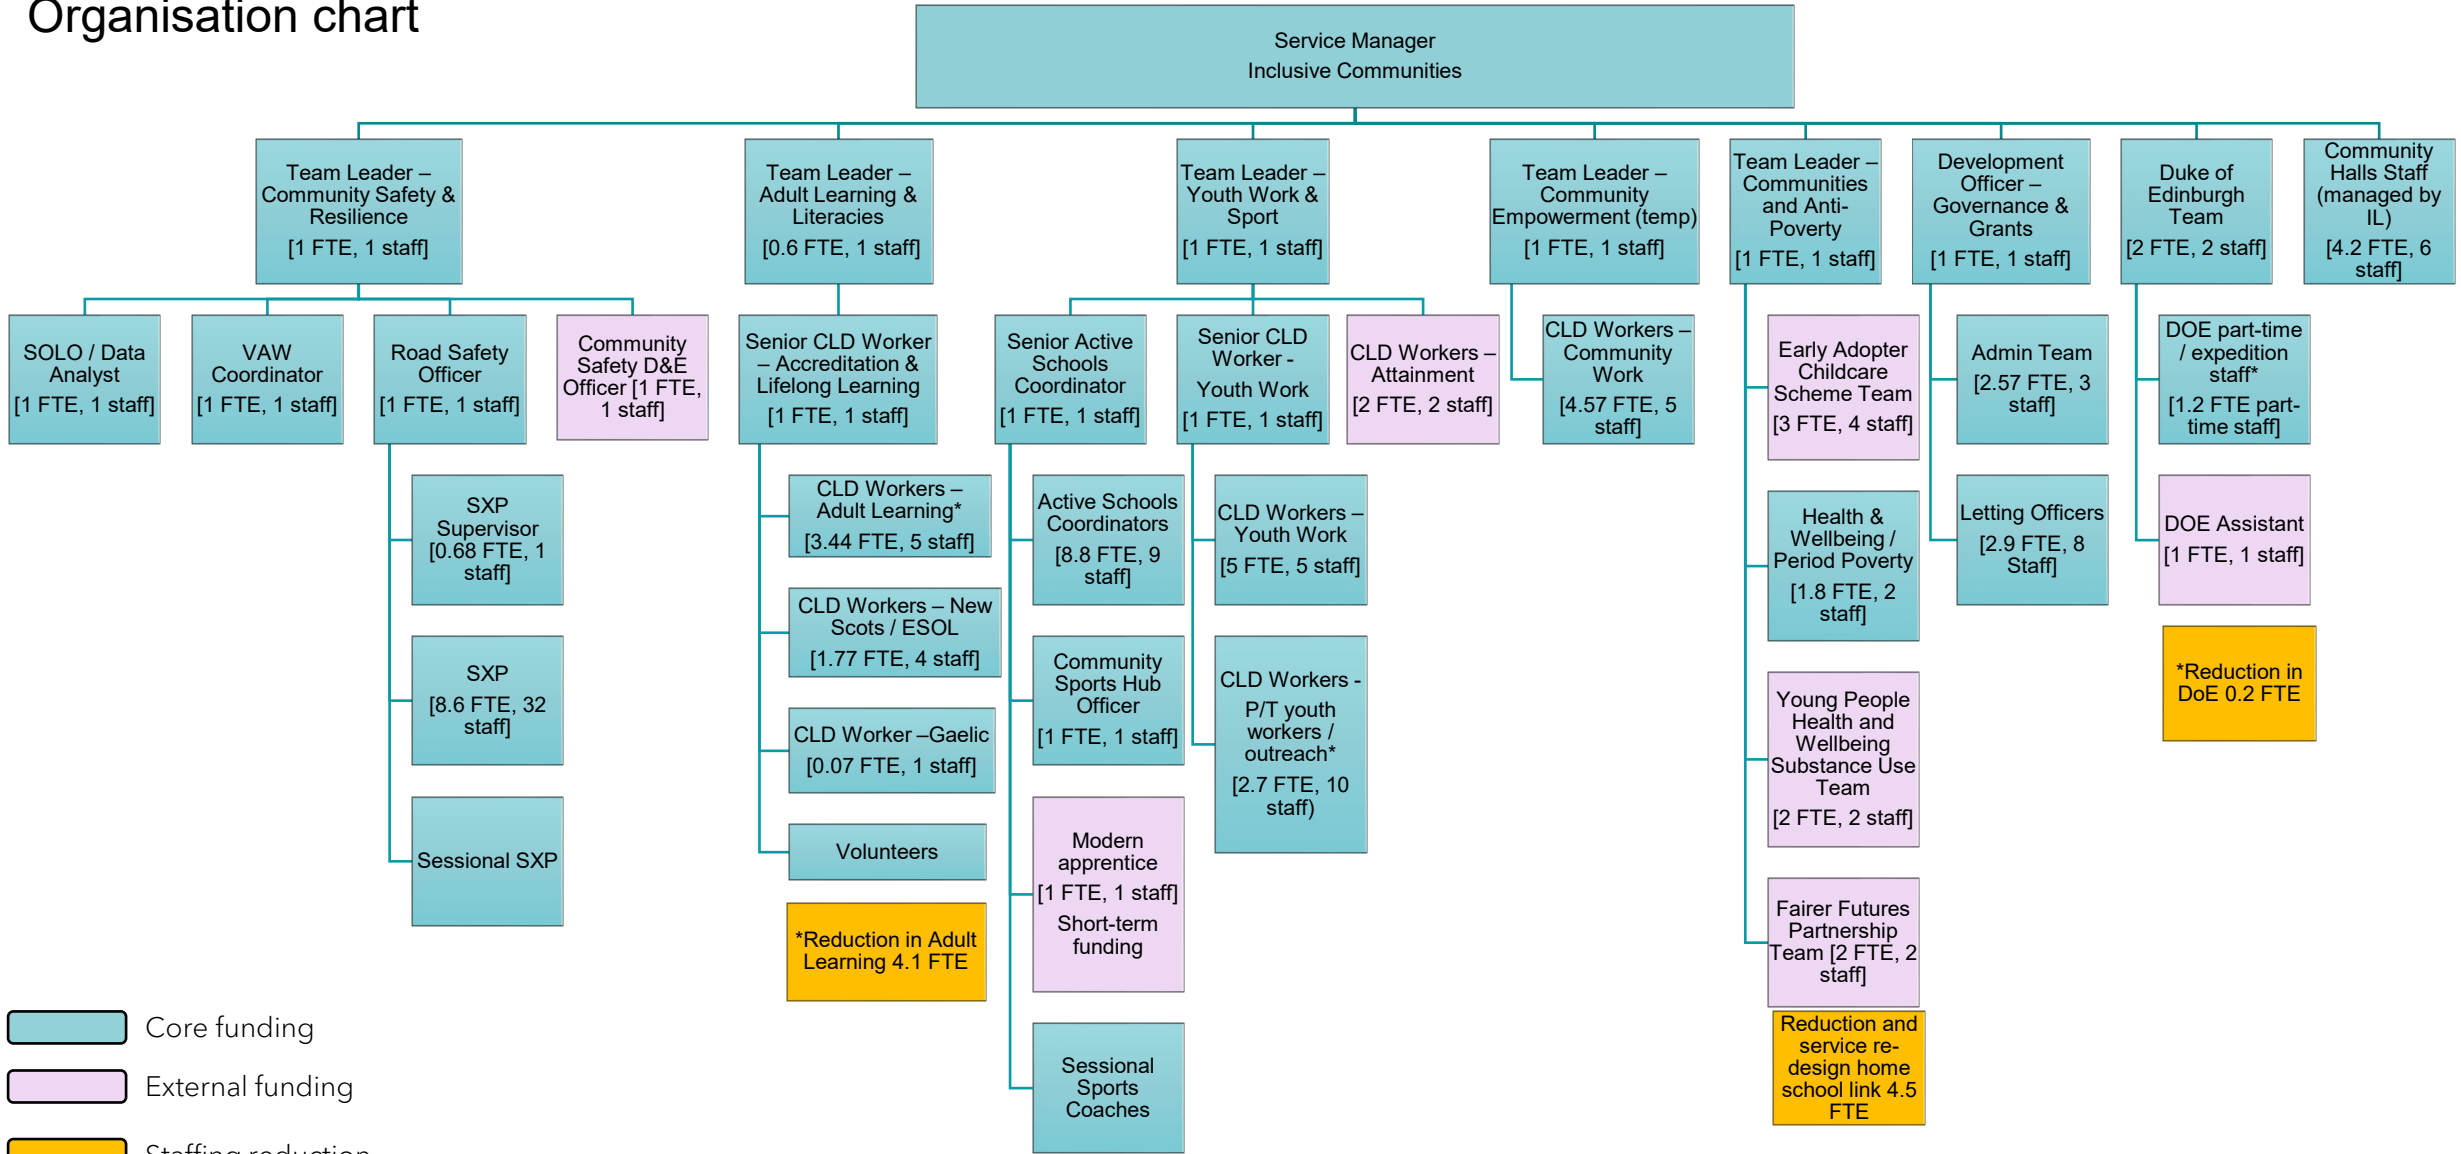 Organisation chart
Service Manager
Inclusive Communities
Team Leader –
Community Safety &
Resilience
[1 FTE, 1 staff]
Team Leader –
Adult Learning &
Literacies
[0.6 FTE, 1 staff]
Team Leader –
Youth Work &
Sport
[1 FTE, 1 staff]
Team Leader –
Community
Empowerment (temp)
[1 FTE, 1 staff]
Team Leader –
Communities
and Anti-
Poverty
[1 FTE, 1 staff]
Development
Officer –
Governance &
Grants
[1 FTE, 1 staff]
Duke of
Edinburgh
Team
[2 FTE, 2 staff]
Community
Halls Staff
(managed by
IL)
[4.2 FTE, 6
staff]
SOLO / Data
Analyst
[1 FTE, 1 staff]
VAW
Coordinator
[1 FTE, 1 staff]
Road Safety
Officer
[1 FTE, 1 staff]
Community
Safety D&E
Officer [1 FTE,
1 staff]
Senior CLD Worker
– Accreditation &
Lifelong Learning
[1 FTE, 1 staff]
Senior Active
Schools
Coordinator
[1 FTE, 1 staff]
Senior CLD
Worker -
Youth Work
[1 FTE, 1 staff]
CLD Workers –
Attainment
[2 FTE, 2 staff]
CLD Workers –
Community
Work
[4.57 FTE, 5
staff]
Early Adopter
Childcare
Scheme Team
[3 FTE, 4 staff]
Admin Team
[2.57 FTE, 3
staff]
DOE part-time
/ expedition
staff*
[1.2 FTE part-
time staff]
SXP
Supervisor
[0.68 FTE, 1
staff]
SXP
[8.6 FTE, 32
staff]
Sessional SXP
CLD Workers –
Adult Learning*
[3.44 FTE, 5 staff]
CLD Workers – New
Scots / ESOL
[1.77 FTE, 4 staff]
CLD Worker –Gaelic
[0.07 FTE, 1 staff]
Volunteers
*Reduction in Adult
Learning 4.1 FTE
Active Schools
Coordinators
[8.8 FTE, 9
staff]
Community
Sports Hub
Officer
[1 FTE, 1 staff]
Modern
apprentice
[1 FTE, 1 staff]
Short-term
funding
Sessional
Sports
Coaches
CLD Workers –
Youth Work
[5 FTE, 5 staff]
CLD Workers -
P/T youth
workers /
outreach*
[2.7 FTE, 10
staff)
Health &
Wellbeing /
Period Poverty
[1.8 FTE, 2
staff]
Young People
Health and
Wellbeing
Substance Use
Team
[2 FTE, 2 staff]
Fairer Futures
Partnership
Team [2 FTE, 2
staff]
Reduction and
service re-
design home
school link 4.5
FTE
Letting Officers
[2.9 FTE, 8
Staff]
DOE Assistant
[1 FTE, 1 staff]
*Reduction in
DoE 0.2 FTE
Core funding
External funding
Staffing reduction